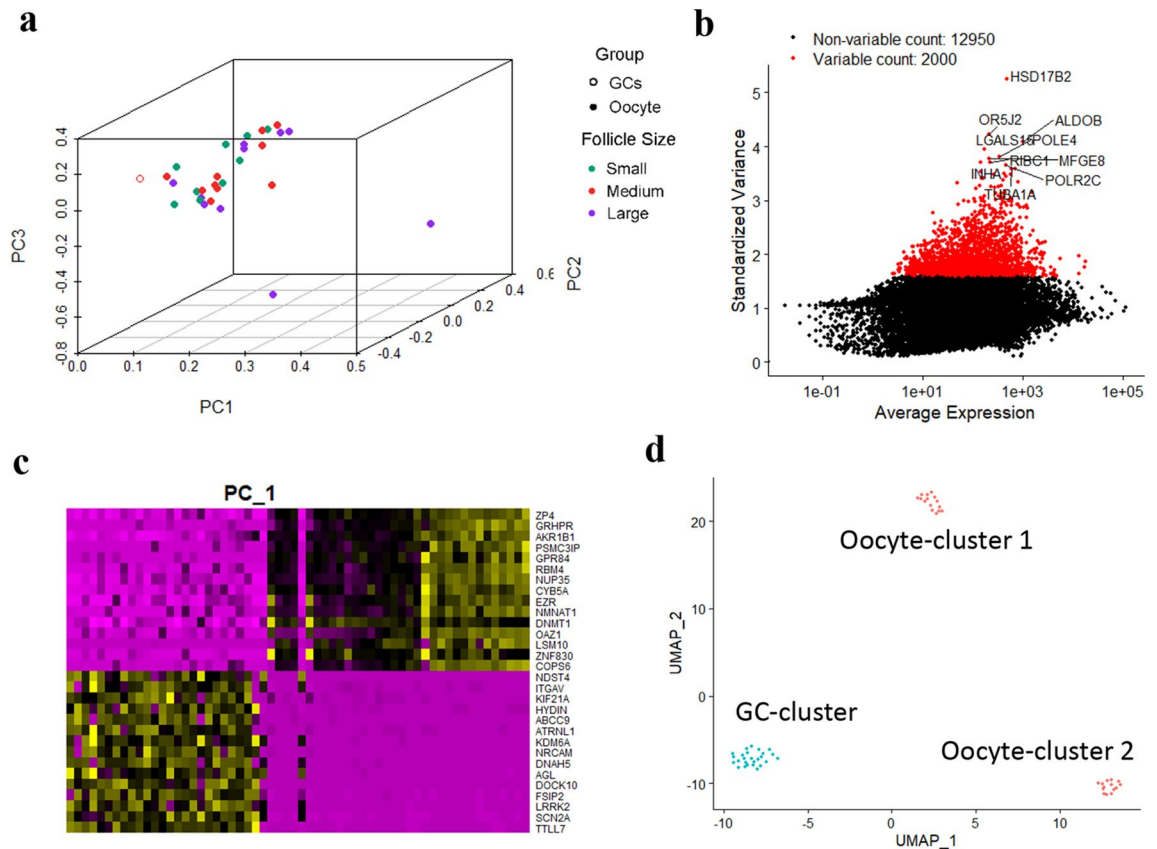 a
Group
GCs
Oocyte
Follicle Size
Small
Medium
Large
PC3
0.4
0.2
0.0
-0.2
-0.4
-0.6
-0.8
0.0
0.1
0.2
0.3
0.4
0.5
PC1
-0.4
-0.2
0.0
0.2
0.4
0.6
PC2
b
Non-variable count: 12950
Variable count: 2000
HSD17B2
OR5J2
ALDOB
POLE4
RIBC1
MFGE8
INHA
POLR2C
TUBA1A
Standardized Variance
5
4
3
2
1
0
1e-01
1e+01
1e+03
1e+05
Average Expression
c
PC_1
ZP4
GRHPR
AKR1B1
PSMC3IP
GPR84
RBM4
NUP35
CYB5A
EZR
NMNAT1
DNMT1
OAZ1
LSM10
ZNF830
COPS6
NDST4
ITGAV
KIF21A
HYDIN
ABCC9
ATRNL1
KDM6A
NRCAM
DNAH5
AGL
DOCK10
FSIP2
LRRK2
SCN2A
TTLL7
d
Oocyte-cluster 1
GC-cluster
Oocyte-cluster 2
UMAP_2
20
10
0
-10
-10
-5
0
5
10
UMAP_1